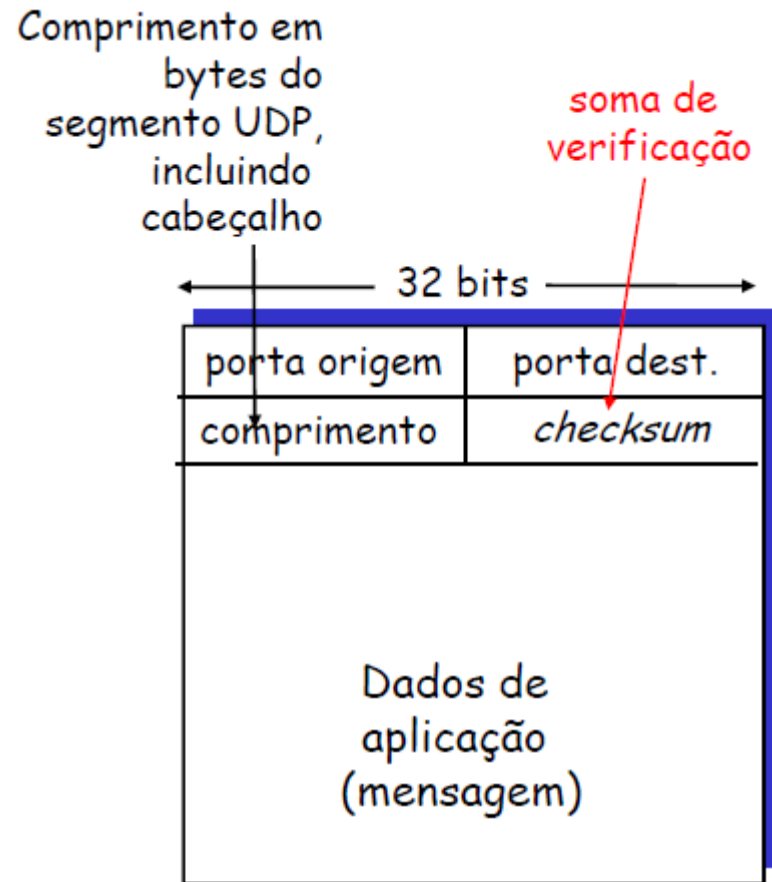 Comprimento em
bytes do
segmento UDP,
incluindo
cabeçalho
soma de
verificação
32 bits
porta origem
porta dest.
comprimento
checksum
Dados de
aplicação
(mensagem)